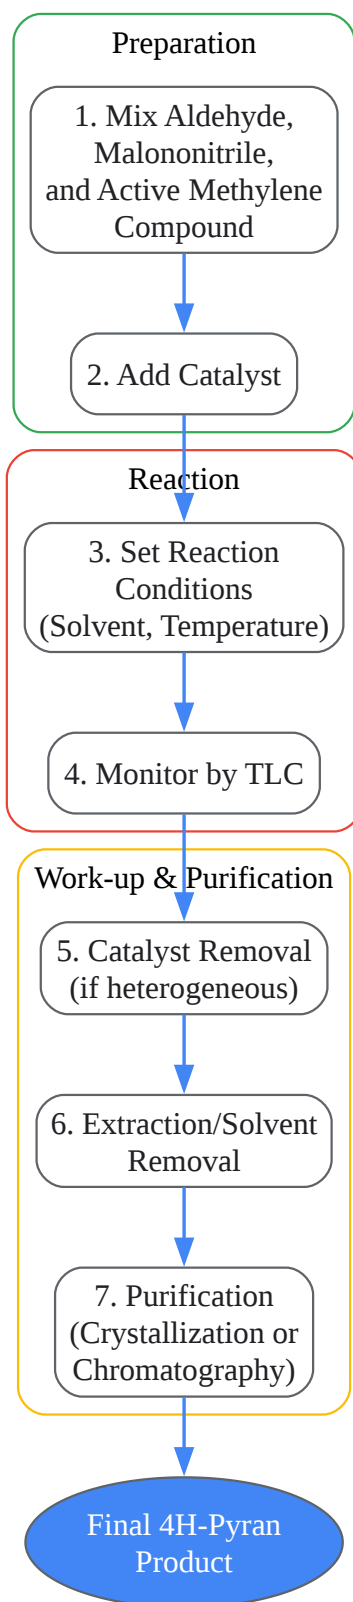 Preparation
1. Mix Aldehyde,
Malononitrile,
and Active Methylene
Compound
2. Add Catalyst
Reaction
3. Set Reaction
Conditions
(Solvent, Temperature)
4. Monitor by TLC
Work-up & Purification
5. Catalyst Removal
(if heterogeneous)
6. Extraction/Solvent
Removal
7. Purification
(Crystallization or
Chromatography)
Final 4H-Pyran
Product